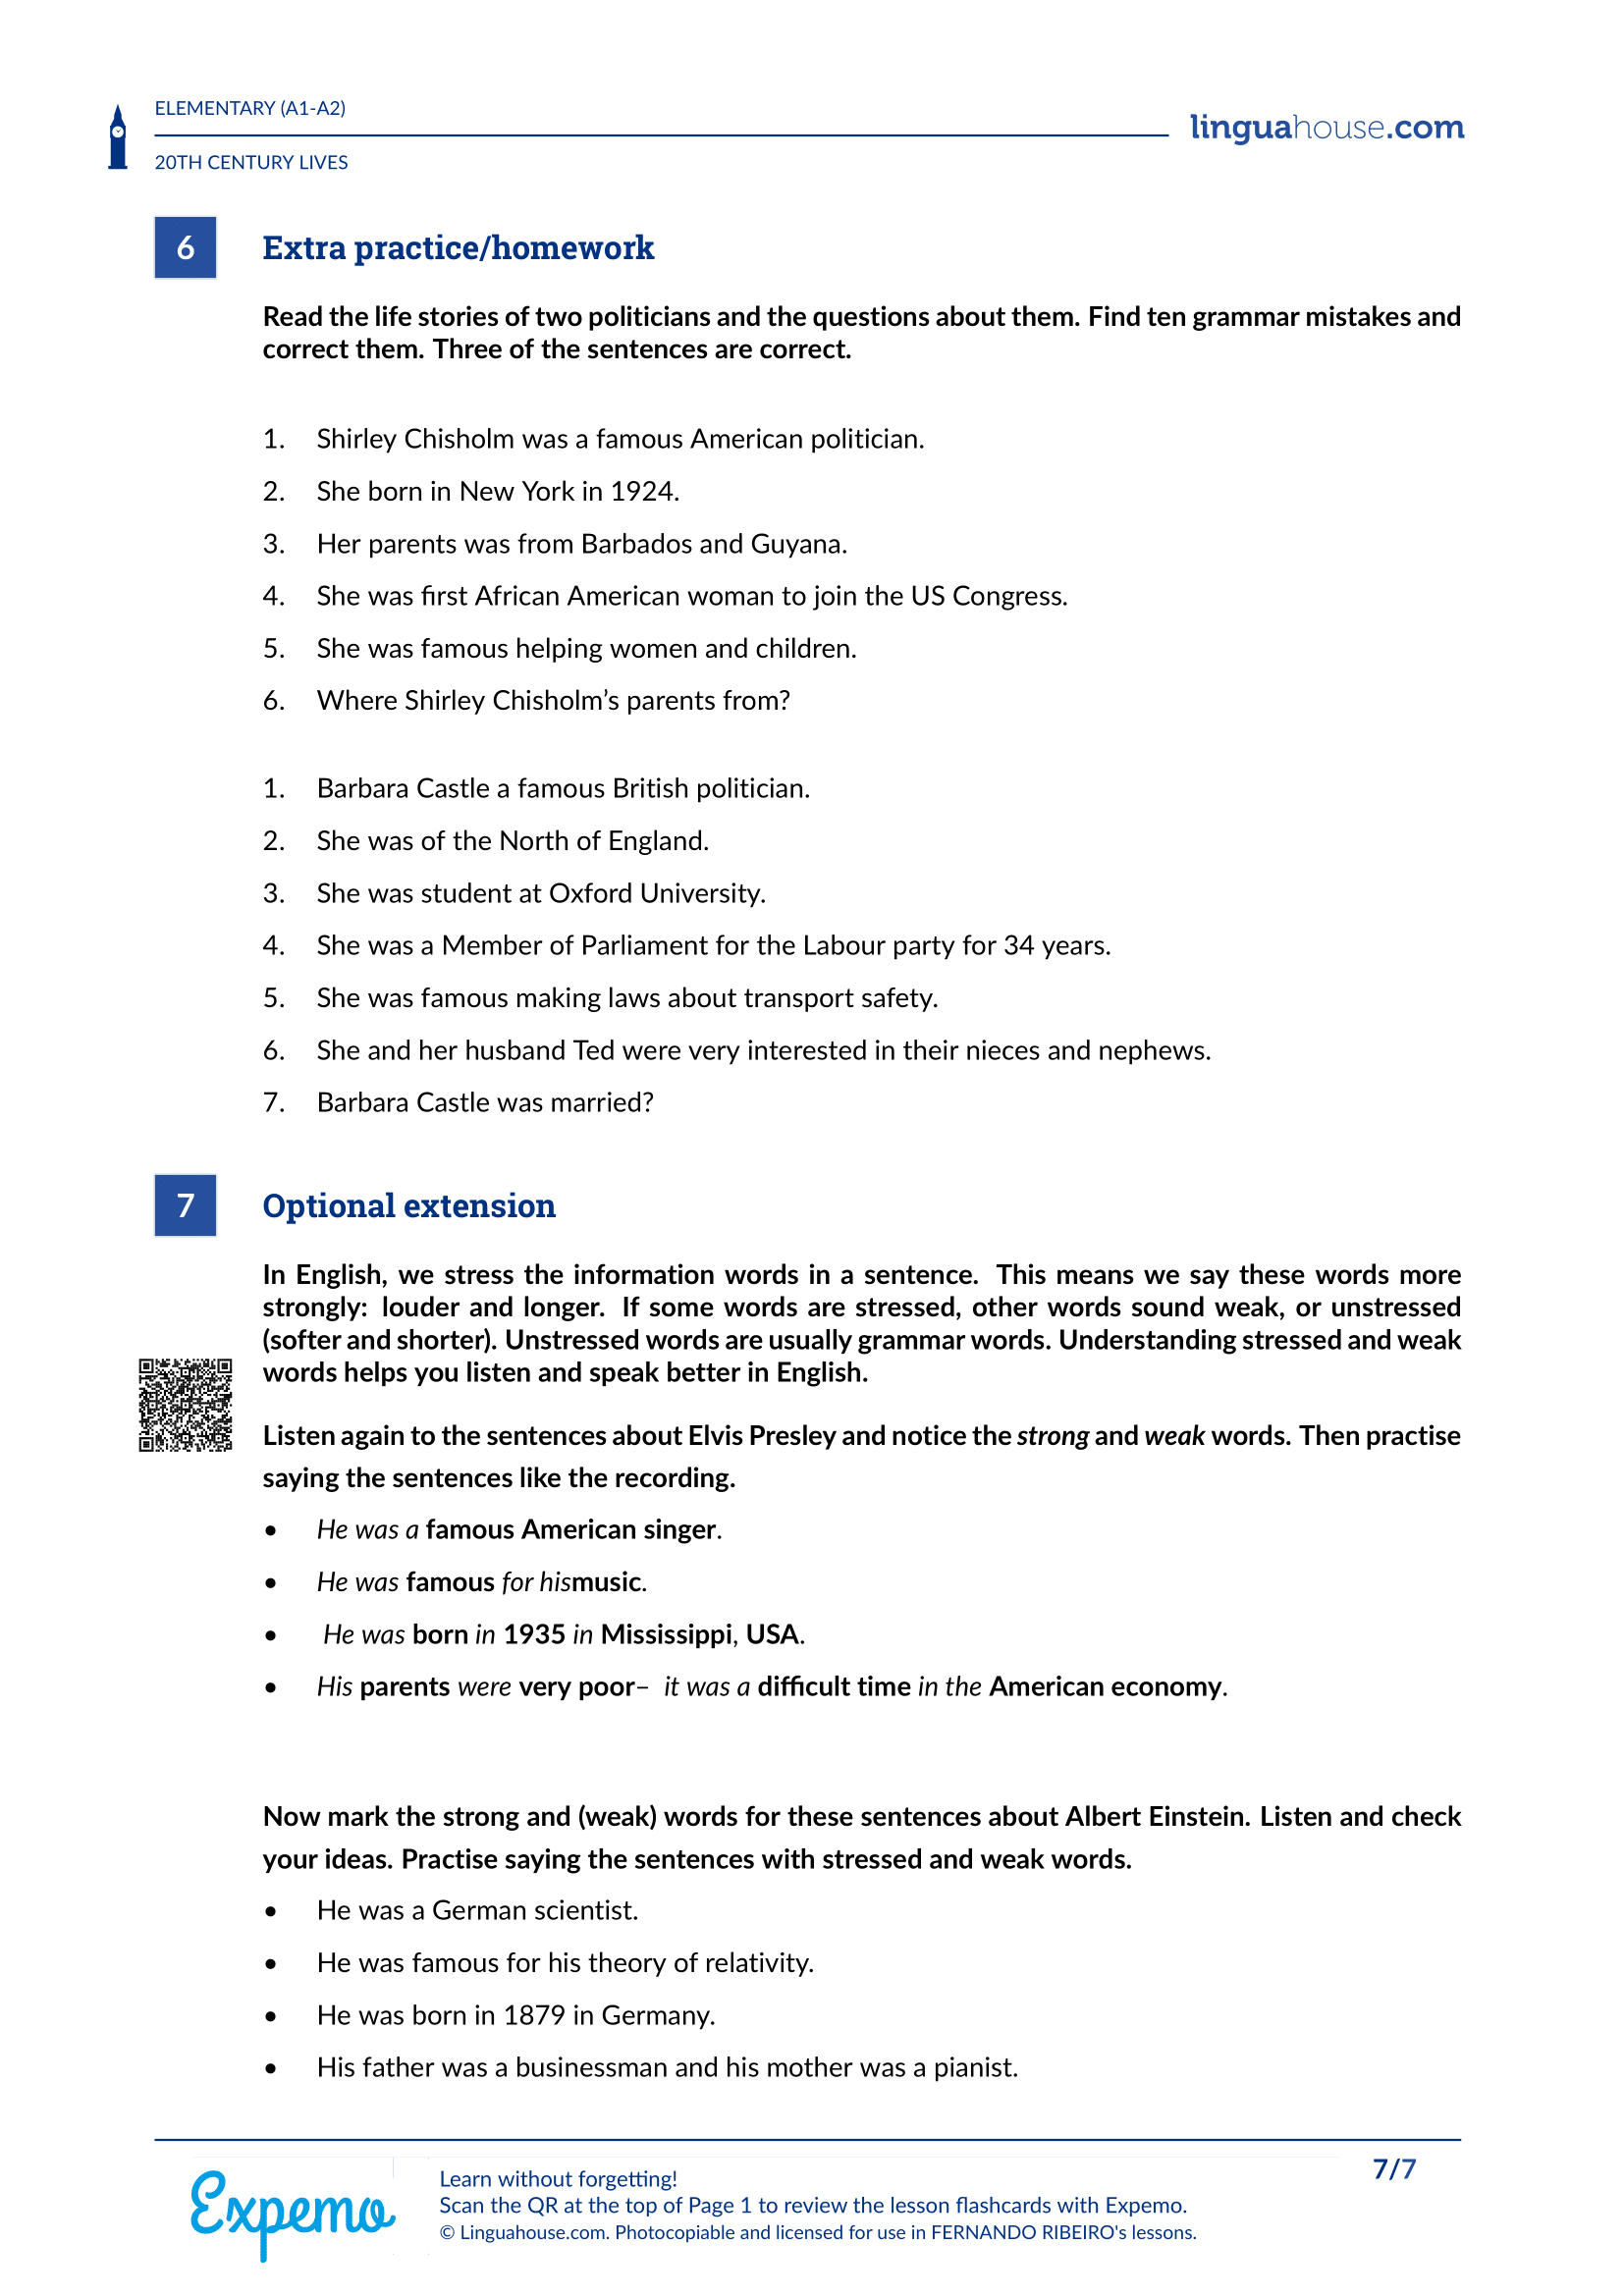 ELEMENTARY (A1-A2)
linguahouse.com
20TH CENTURY LIVES
6 Extra practice/homework
Read the life stories of two politicians and the questions about them. Find ten grammar mistakes and
correct them. Three of the sentences are correct.
1. Shirley Chisholm was a famous American politician.
2. She born in New York in 1924.
3. Her parents was from Barbados and Guyana.
4. She was first African American woman to join the US Congress.
5. She was famous helping women and children.
6. Where Shirley Chisholm’s parents from?
1. Barbara Castle a famous British politician.
2. She was of the North of England.
3. She was student at Oxford University.
4. She was a Member of Parliament for the Labour party for 34 years.
5. She was famous making laws about transport safety.
6. She and her husband Ted were very interested in their nieces and nephews.
7. Barbara Castle was married?
7 Optional extension
In English, we stress the information words in a sentence. This means we say these words more
strongly: louder and longer. If some words are stressed, other words sound weak, or unstressed
(softer and shorter). Unstressed words are usually grammar words. Understanding stressed and weak
words helps you listen and speak better in English.
Listen again to the sentences about Elvis Presley and notice the strong and weak words. Then practise
saying the sentences like the recording.
• He was a famous American singer.
• He was famous for hismusic.
• He was born in 1935 in Mississippi, USA.
• His parents were very poor– it was a difficult time in the American economy.
Now mark the strong and (weak) words for these sentences about Albert Einstein. Listen and check
your ideas. Practise saying the sentences with stressed and weak words.
• He was a German scientist.
• He was famous for his theory of relativity.
• He was born in 1879 in Germany.
• His father was a businessman and his mother was a pianist.
7/7
Expemo
Learn without forgetting!
Scan the QR at the top of Page 1 to review the lesson flashcards with Expemo.
© Linguahouse.com. Photocopiable and licensed for use in FERNANDO RIBEIRO's lessons.